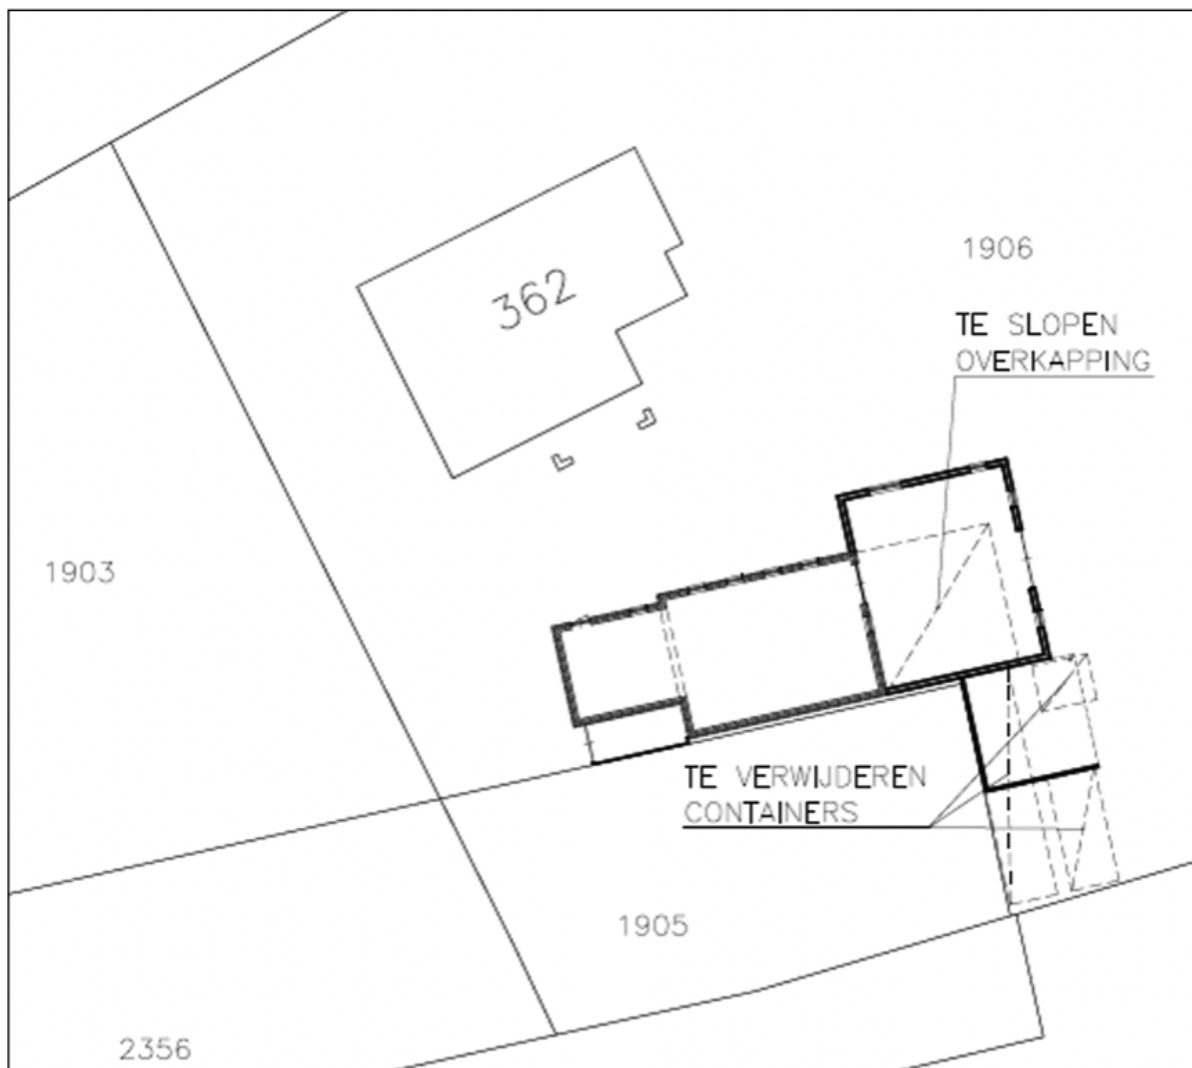 362
1906
TE SLOPEN
OVERKAPPING
1903
TE VERWIJDEREN
CONTAINERS
1905
2356